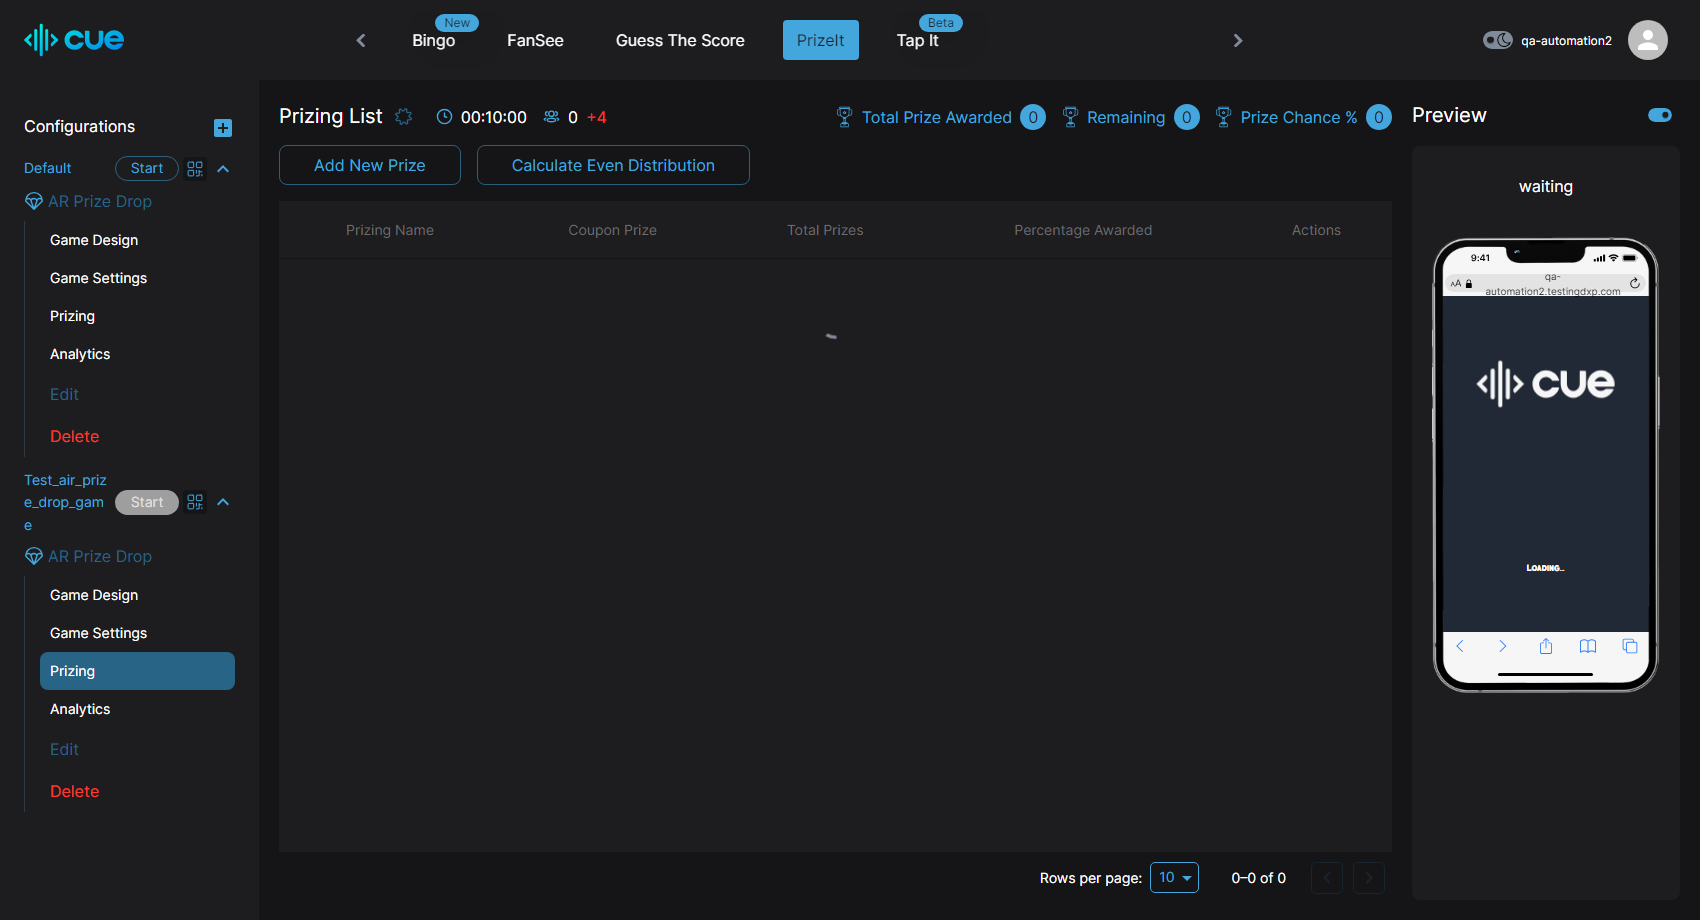 cue
New
Bingo
FanSee
Guess The Score
PrizeIt
Beta
Tap It
qa-automation2
Configurations
Default
Start
AR Prize Drop
Game Design
Game Settings
Prizing
Analytics
Edit
Delete
Test_air_priz
e_drop_gam
e
Start
AR Prize Drop
Game Design
Game Settings
Prizing
Analytics
Edit
Delete
Prizing List
00:10:00
0 +4
Total Prize Awarded 0
Remaining 0
Prize Chance % 0
Add New Prize
Calculate Even Distribution
Prizing Name
Coupon Prize
Total Prizes
Percentage Awarded
Actions
Rows per page: 10
0–0 of 0
Preview
waiting
9:41
AA
qa-
automation2.testingdxp.com
cue
LOADING...